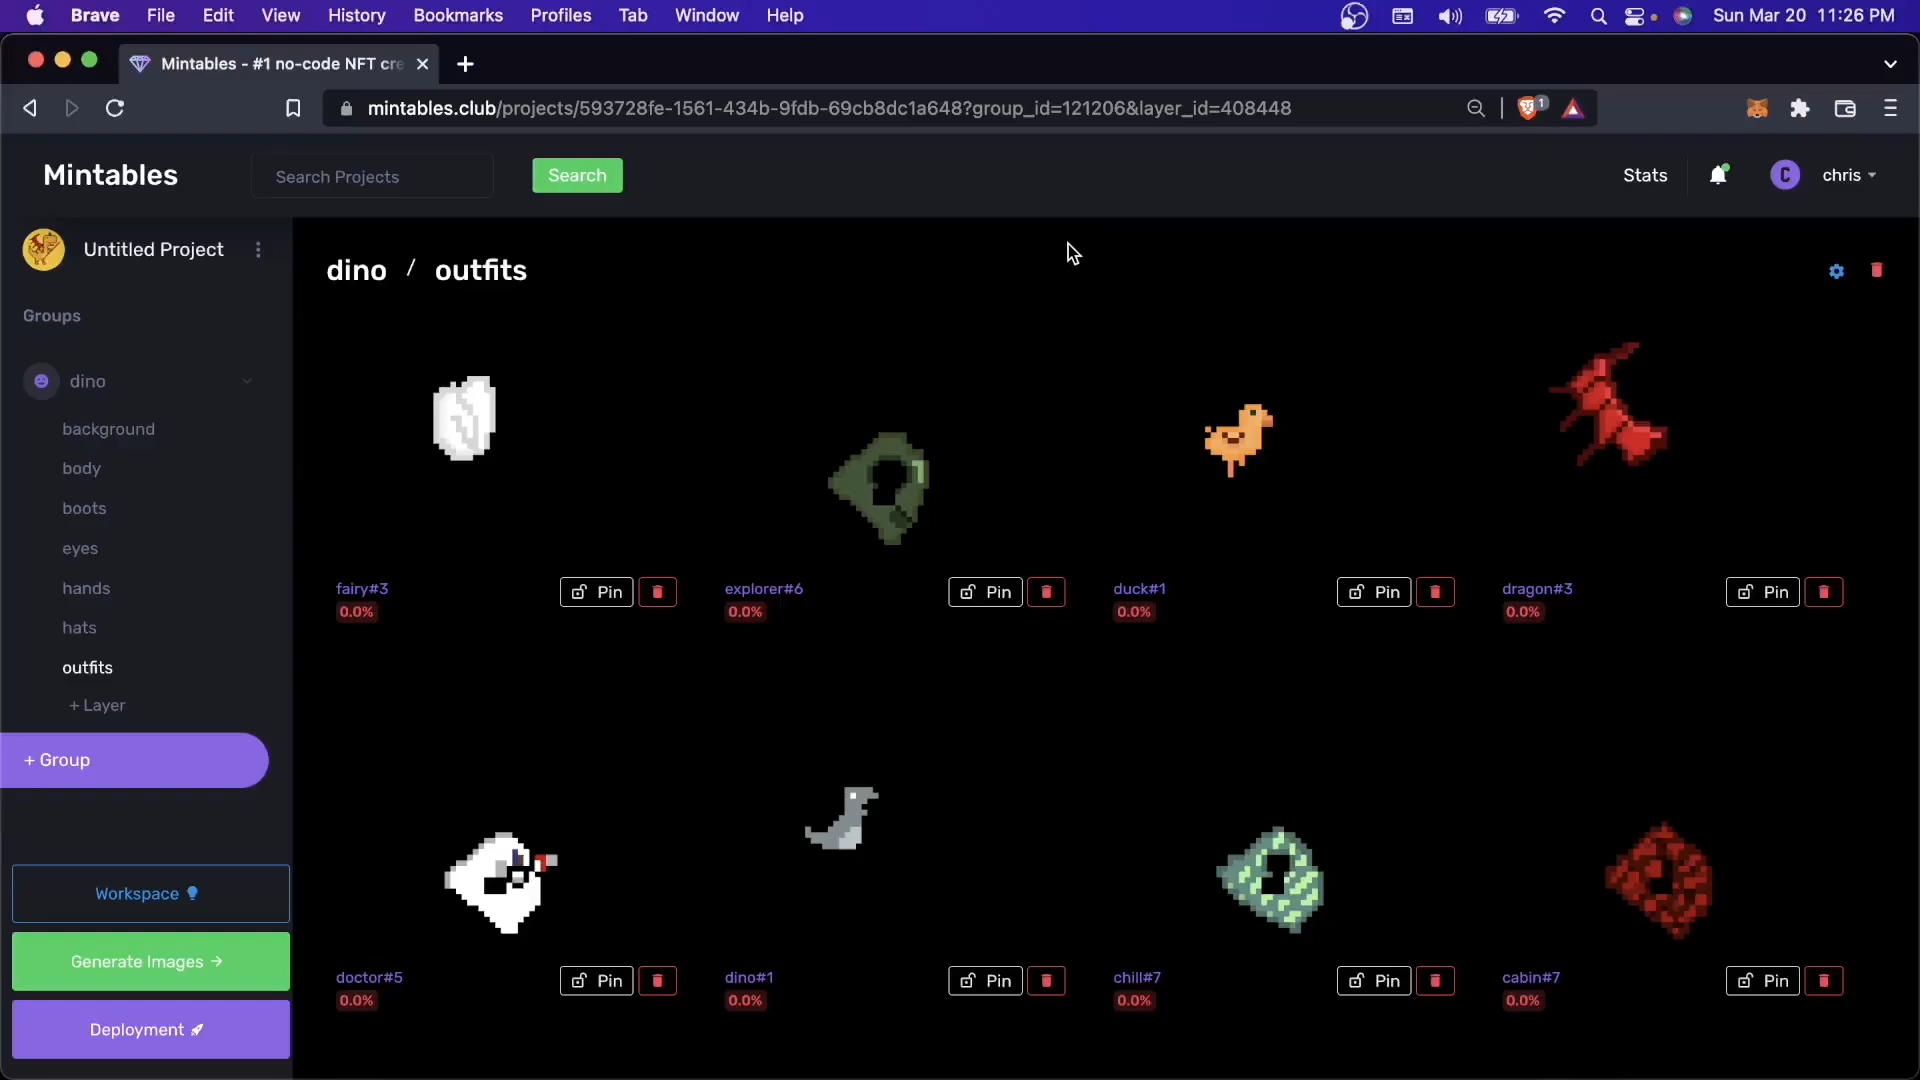 Brave File Edit View History Bookmarks Profiles Tab Window Help Sun Mar 20 11:26 PM
Mintables - #1 no-code NFT cre
mintables.club/projects/593728fe-1561-434b-9fdb-69cb8dc1a648?group_id=121206&layer_id=408448 1
Mintables Search Projects Search Stats C chris
Untitled Project
dino / outfits
Groups
dino
background
body
boots
eyes
hands
hats
outfits
+ Layer
+ Group
Workspace
Generate Images →
Deployment
fairy#3 Pin explorer#6 Pin duck#1 Pin dragon#3 Pin
0.0% 0.0% 0.0% 0.0%
doctor#5 Pin dino#1 Pin chill#7 Pin cabin#7 Pin
0.0% 0.0% 0.0% 0.0%